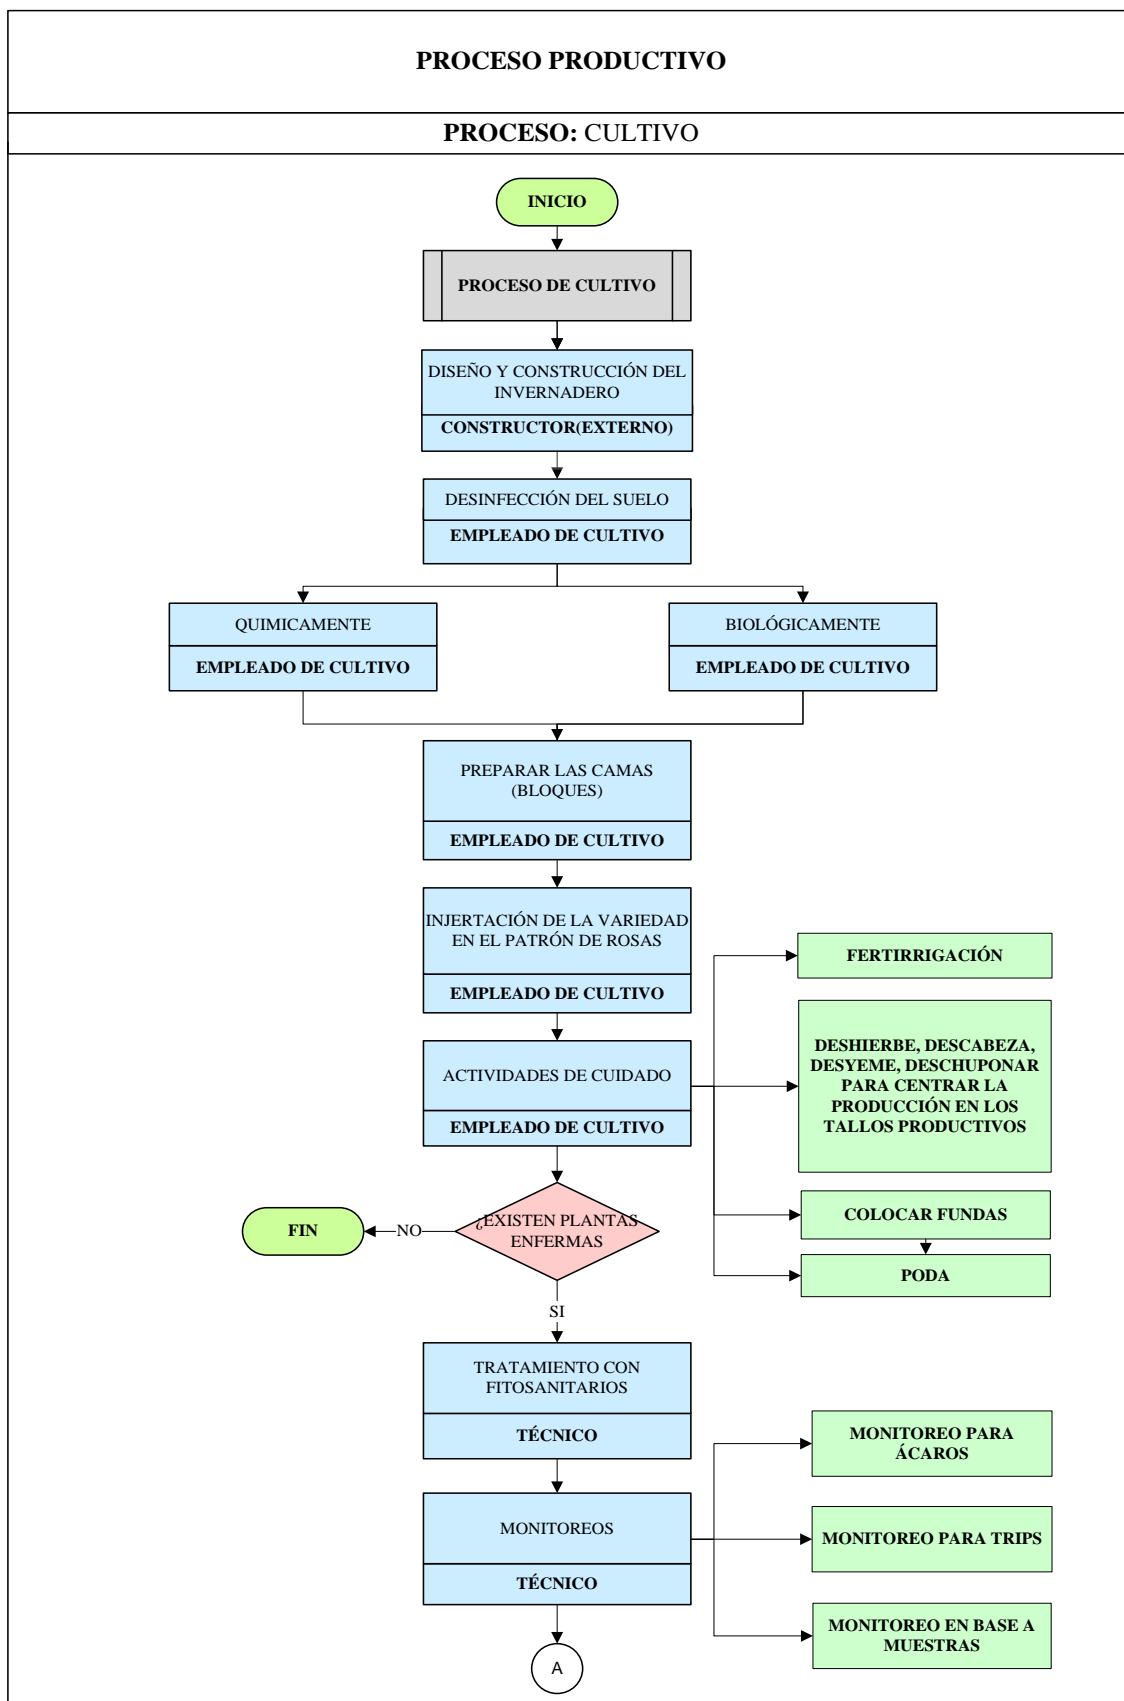 PROCESO PRODUCTIVO
PROCESO: CULTIVO
INICIO
PROCESO DE CULTIVO
DISEÑO Y CONSTRUCCIÓN DEL
INVERNADERO
CONSTRUCTOR(EXTERNO)
DESINFECCIÓN DEL SUELO
EMPLEADO DE CULTIVO
QUIMICAMENTE
EMPLEADO DE CULTIVO
BIOLÓGICAMENTE
EMPLEADO DE CULTIVO
PREPARAR LAS CAMAS
(BLOQUES)
EMPLEADO DE CULTIVO
INJERTACIÓN DE LA VARIEDAD
EN EL PATRÓN DE ROSAS
EMPLEADO DE CULTIVO
ACTIVIDADES DE CUIDADO
EMPLEADO DE CULTIVO
FERTIRRIGACIÓN
DESHIERBE, DESCABEZA,
DESYEME, DESCHUPONAR
PARA CENTRAR LA
PRODUCCIÓN EN LOS
TALLOS PRODUCTIVOS
COLOCAR FUNDAS
PODA
¿EXISTEN PLANTAS
ENFERMAS
NO
FIN
SI
TRATAMIENTO CON
FITOSANITARIOS
TÉCNICO
MONITOREOS
TÉCNICO
MONITOREO PARA
ÁCAROS
MONITOREO PARA TRIPS
MONITOREO EN BASE A
MUESTRAS
A